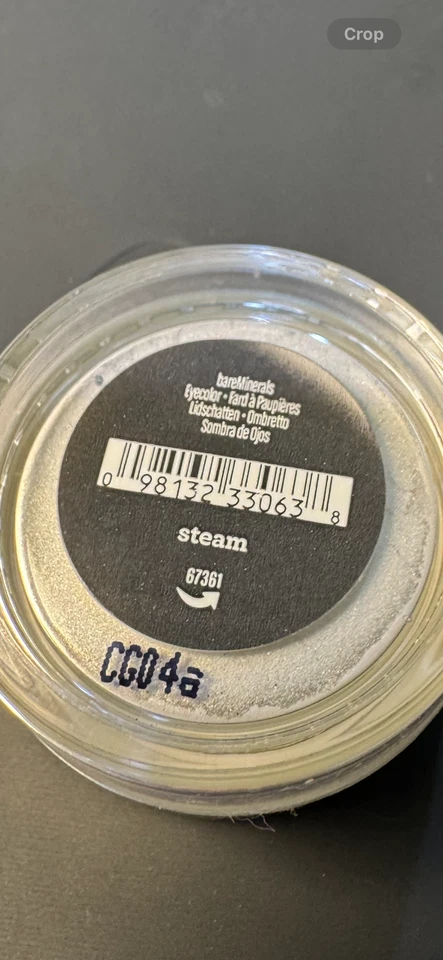 Crop
bareMinerals
Eyecolor • Fard à Paupières
Lidschatten • Ombretto
Sombra de Ojos
0 98132 33063 8
steam
67361
CG04a